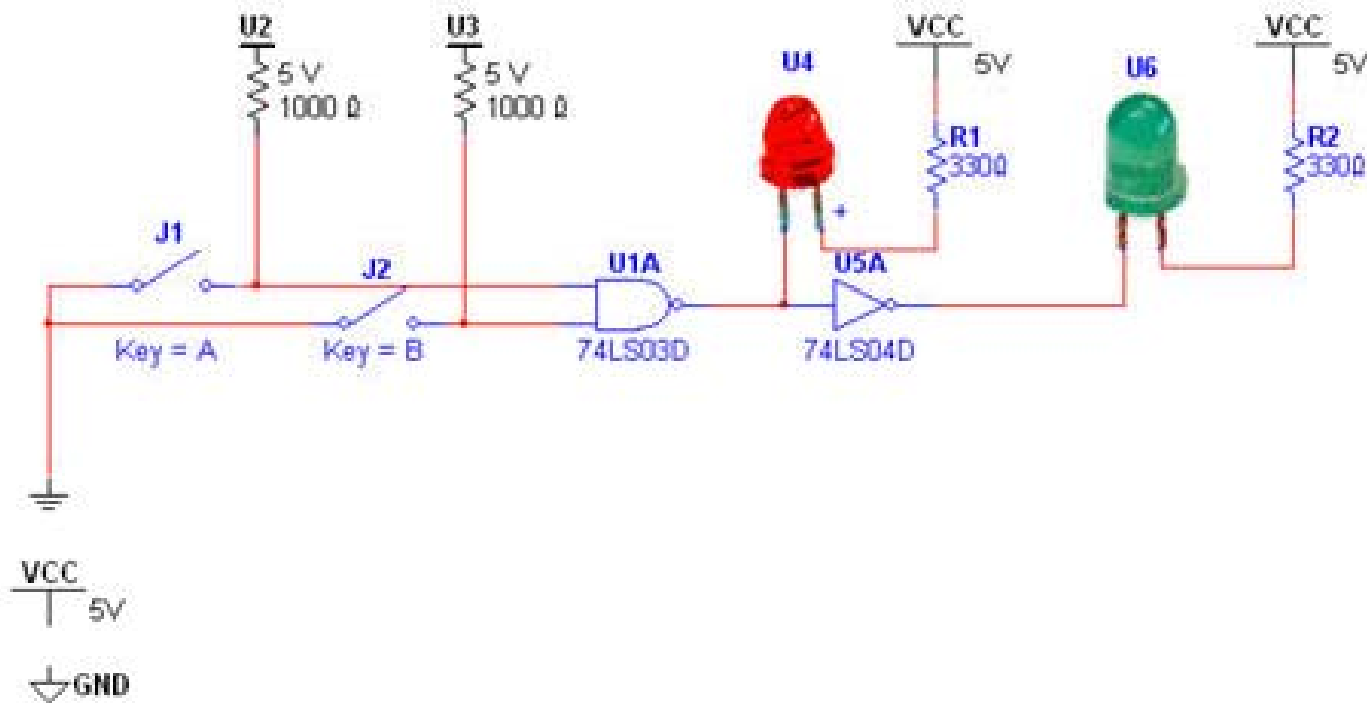 U2
5 V
1000 Ω
U3
5 V
1000 Ω
U4
VCC
5V
R1
330Ω
U6
VCC
5V
R2
330Ω
J1
Key = A
J2
Key = B
U1A
74LS03D
+
U5A
74LS04D
VCC
5V
GND